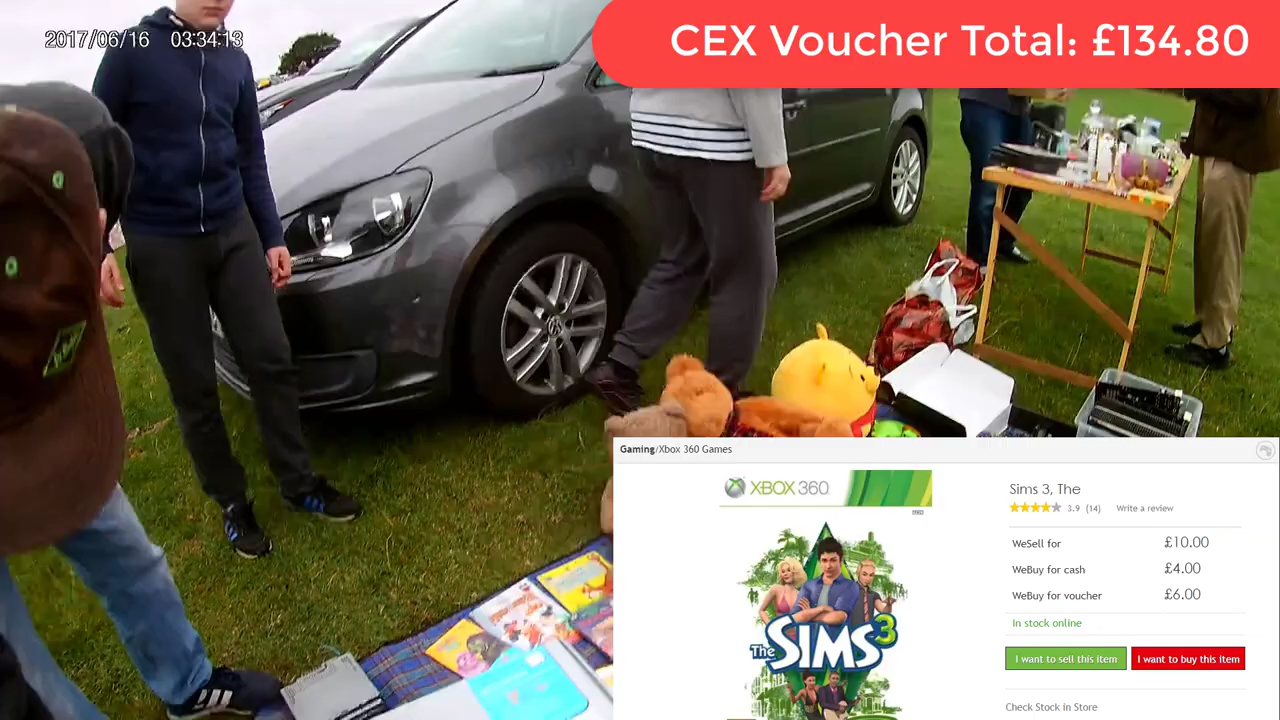 2017/06/16 03:34:13
CEX Voucher Total: £134.80
Gaming/Xbox 360 Games
XBOX 360
Sims 3, The
3.9 (14) Write a review
WeSell for £10.00
WeBuy for cash £4.00
WeBuy for voucher £6.00
In stock online
I want to sell this item
I want to buy this item
Check Stock in Store
The SIMS 3